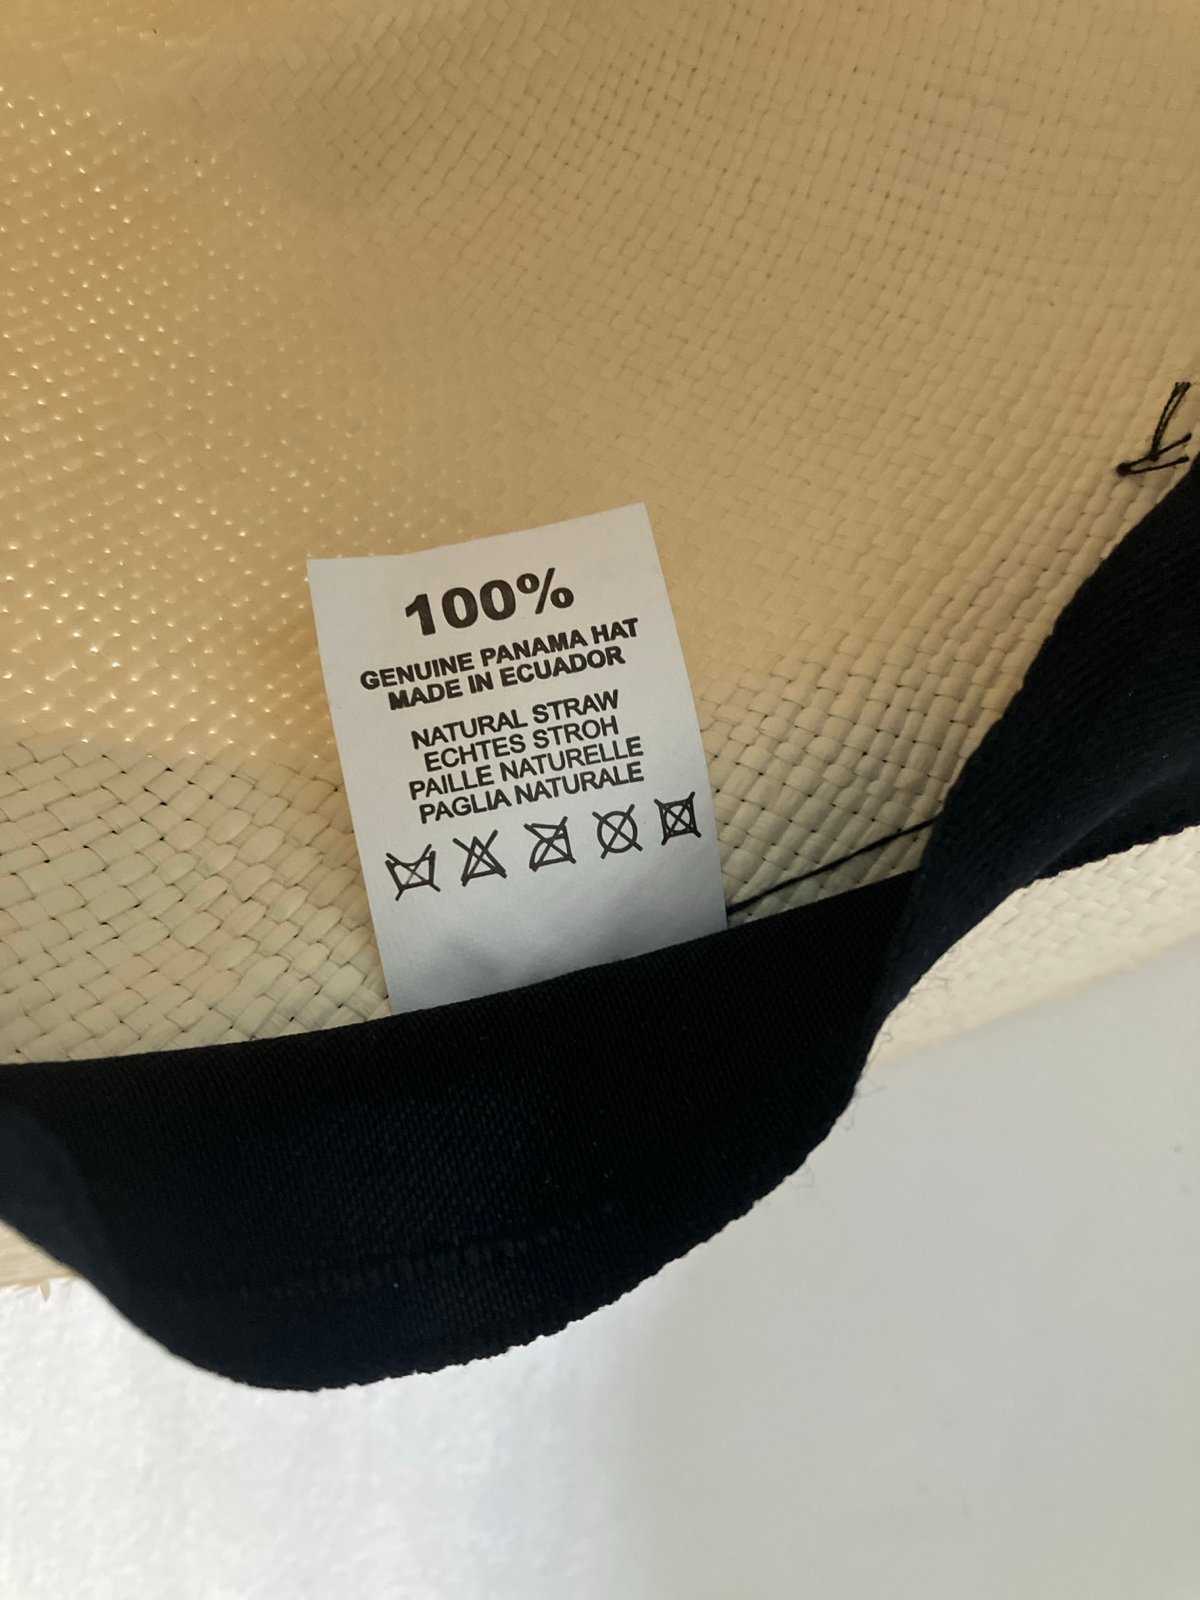 100%
GENUINE PANAMA HAT
MADE IN ECUADOR
NATURAL STRAW
ECHTES STROH
PAILLE NATURELLE
PAGLIA NATURALE